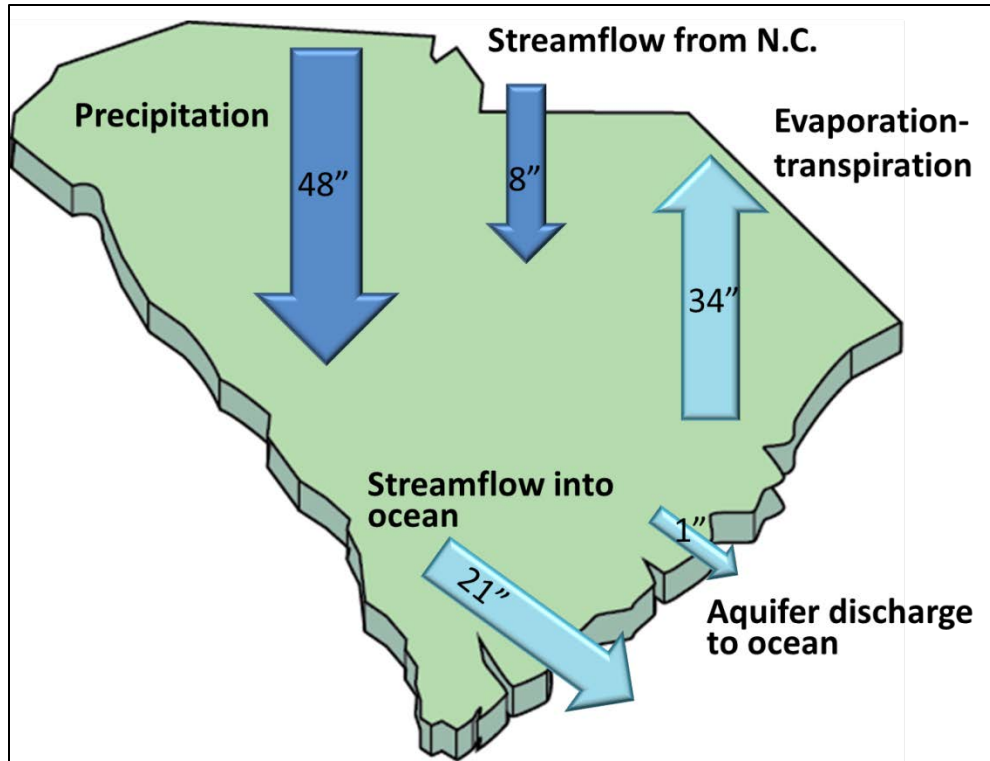 Streamflow from N.C.
Precipitation
Evaporation-
transpiration
48”
8”
34”
Streamflow into
ocean
1”
21”
Aquifer discharge
to ocean